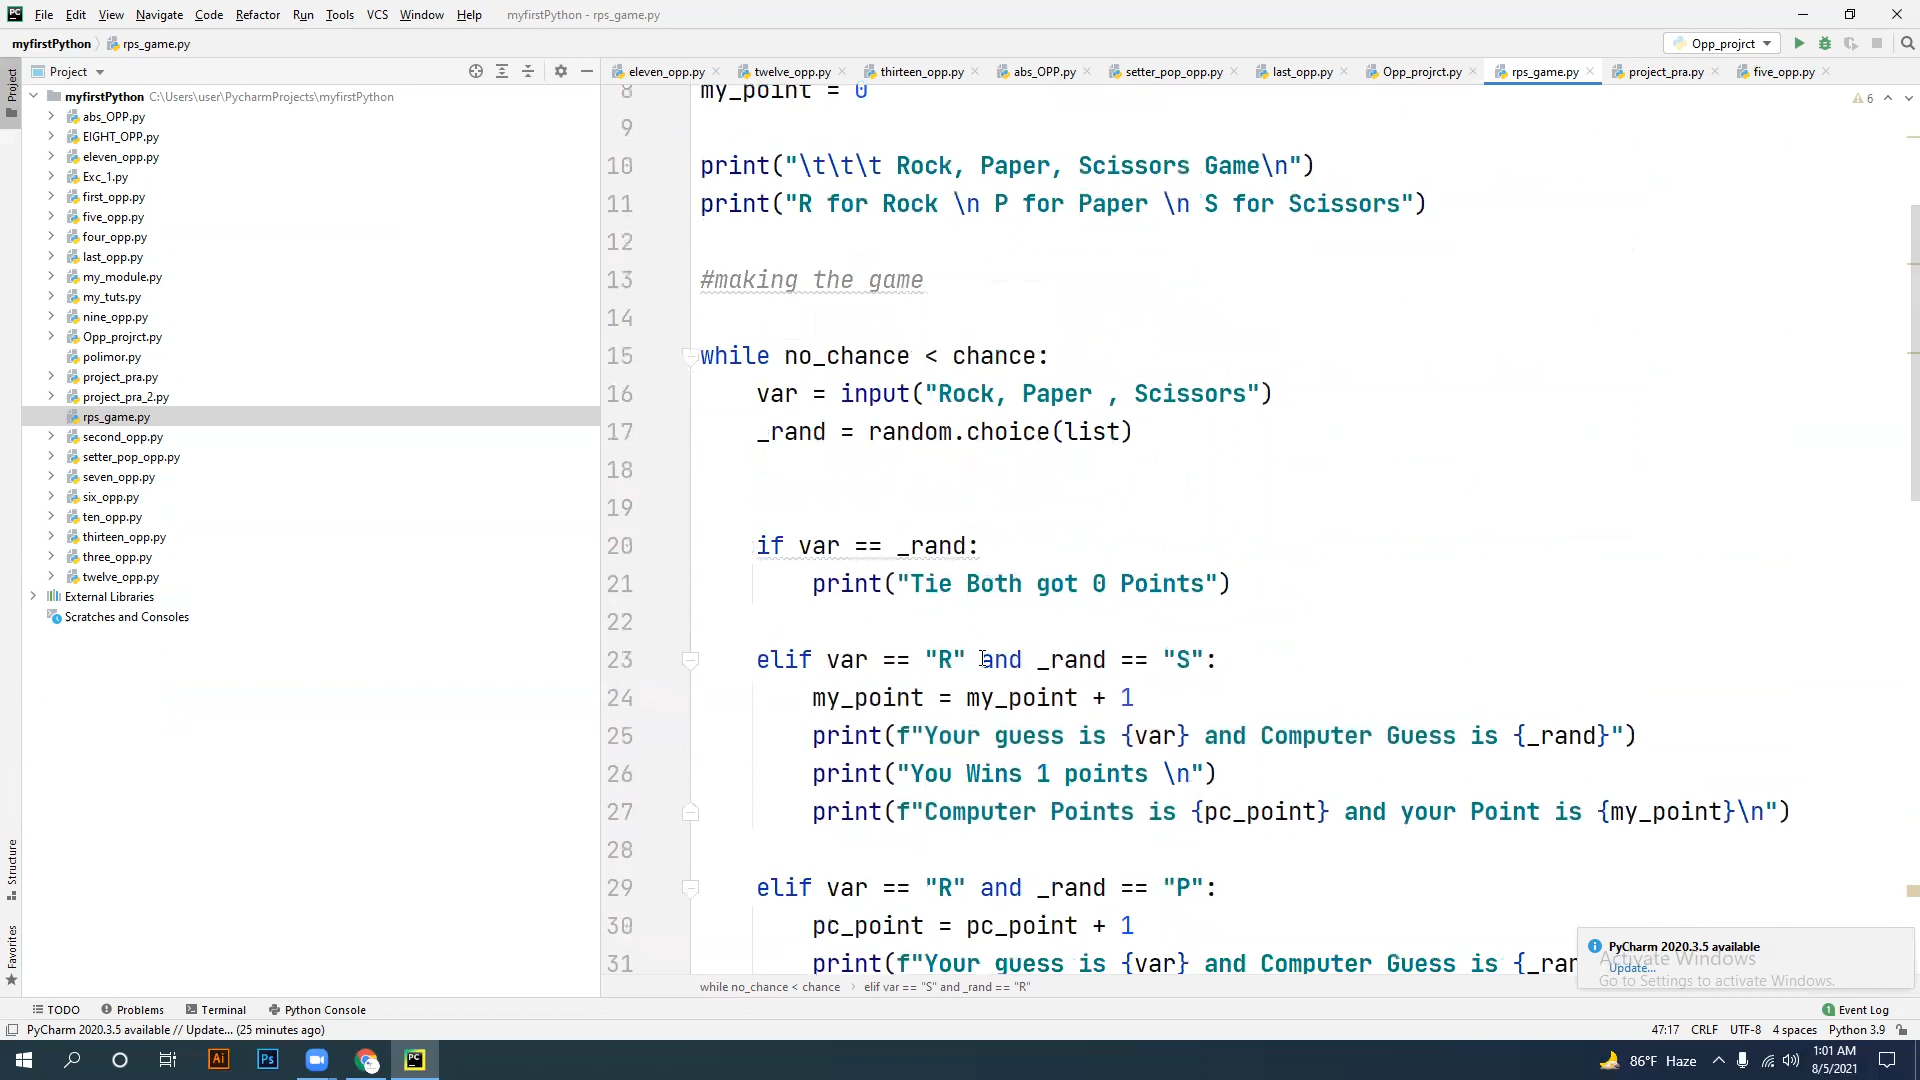 File Edit View Navigate Code Refactor Run Tools VCS Window Help myfirstPython - rps_game.py
myfirstPython rps_game.py Opp_projrct
Project
eleven_opp.py twelve_opp.py thirteen_opp.py abs_OPP.py setter_pop_opp.py last_opp.py Opp_projrct.py rps_game.py project_pra.py five_opp.py
Project
myfirstPython C:\Users\user\PycharmProjects\myfirstPython
abs_OPP.py
EIGHT_OPP.py
eleven_opp.py
Exc_1.py
first_opp.py
five_opp.py
four_opp.py
last_opp.py
my_module.py
my_tuts.py
nine_opp.py
Opp_projrct.py
polimor.py
project_pra.py
project_pra_2.py
rps_game.py
second_opp.py
setter_pop_opp.py
seven_opp.py
six_opp.py
ten_opp.py
thirteen_opp.py
three_opp.py
twelve_opp.py
External Libraries
Scratches and Consoles
Structure
Favorites
6
8 my_point = 0
9
10 print("\t\t\t Rock, Paper, Scissors Game\n")
11 print("R for Rock \n P for Paper \n S for Scissors")
12
13 #making the game
14
15 while no_chance < chance:
16 var = input("Rock, Paper , Scissors")
17 _rand = random.choice(list)
18
19
20 if var == _rand:
21 print("Tie Both got 0 Points")
22
23 elif var == "R" and _rand == "S":
24 my_point = my_point + 1
25 print(f"Your guess is {var} and Computer Guess is {_rand}")
26 print("You Wins 1 points \n")
27 print(f"Computer Points is {pc_point} and your Point is {my_point}\n")
28
29 elif var == "R" and _rand == "P":
30 pc_point = pc_point + 1
31 print(f"Your guess is {var} and Computer Guess is {_ran
PyCharm 2020.3.5 available
Update...
Activate Windows
Go to Settings to activate Windows.
while no_chance < chance elif var == "S" and _rand == "R"
TODO Problems Terminal Python Console 1 Event Log
PyCharm 2020.3.5 available // Update... (25 minutes ago) 47:17 CRLF UTF-8 4 spaces Python 3.9
Ai Ps PC 86°F Haze 1:01 AM
8/5/2021